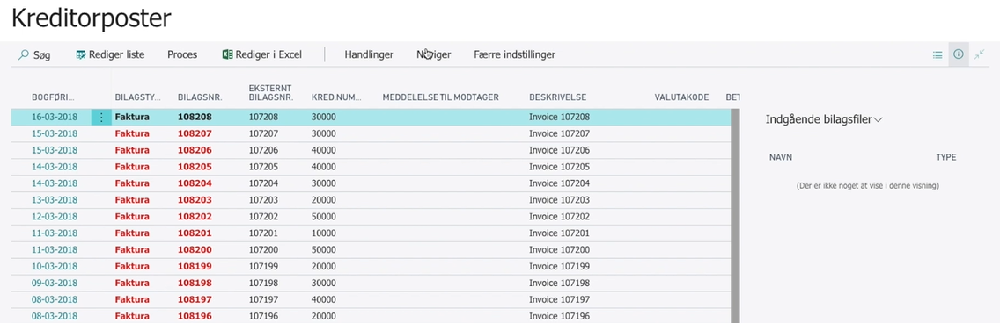 Kreditorposter
Søg Rediger liste Proces Rediger i Excel Handlinger Færre indstillinger
BOGFØRI... BILAGSTY... BILAGSNR. EKSTERNT BILAGSNR. KRED.NUM... MEDDELELSE TIL MODTAGER BESKRIVELSE VALUTAKODE BET
16-03-2018 Faktura 108208 107208 30000 Invoice 107208
15-03-2018 Faktura 108207 107207 30000 Invoice 107207
15-03-2018 Faktura 108206 107206 40000 Invoice 107206
14-03-2018 Faktura 108205 107205 40000 Invoice 107205
14-03-2018 Faktura 108204 107204 30000 Invoice 107204
13-03-2018 Faktura 108203 107203 20000 Invoice 107203
12-03-2018 Faktura 108202 107202 50000 Invoice 107202
11-03-2018 Faktura 108201 107201 10000 Invoice 107201
11-03-2018 Faktura 108200 107200 50000 Invoice 107200
10-03-2018 Faktura 108199 107199 20000 Invoice 107199
09-03-2018 Faktura 108198 107198 30000 Invoice 107198
08-03-2018 Faktura 108197 107197 40000 Invoice 107197
08-03-2018 Faktura 108196 107196 20000 Invoice 107196
Indgående bilagsfiler
NAVN TYPE
(Der er ikke noget at vise i denne visning)